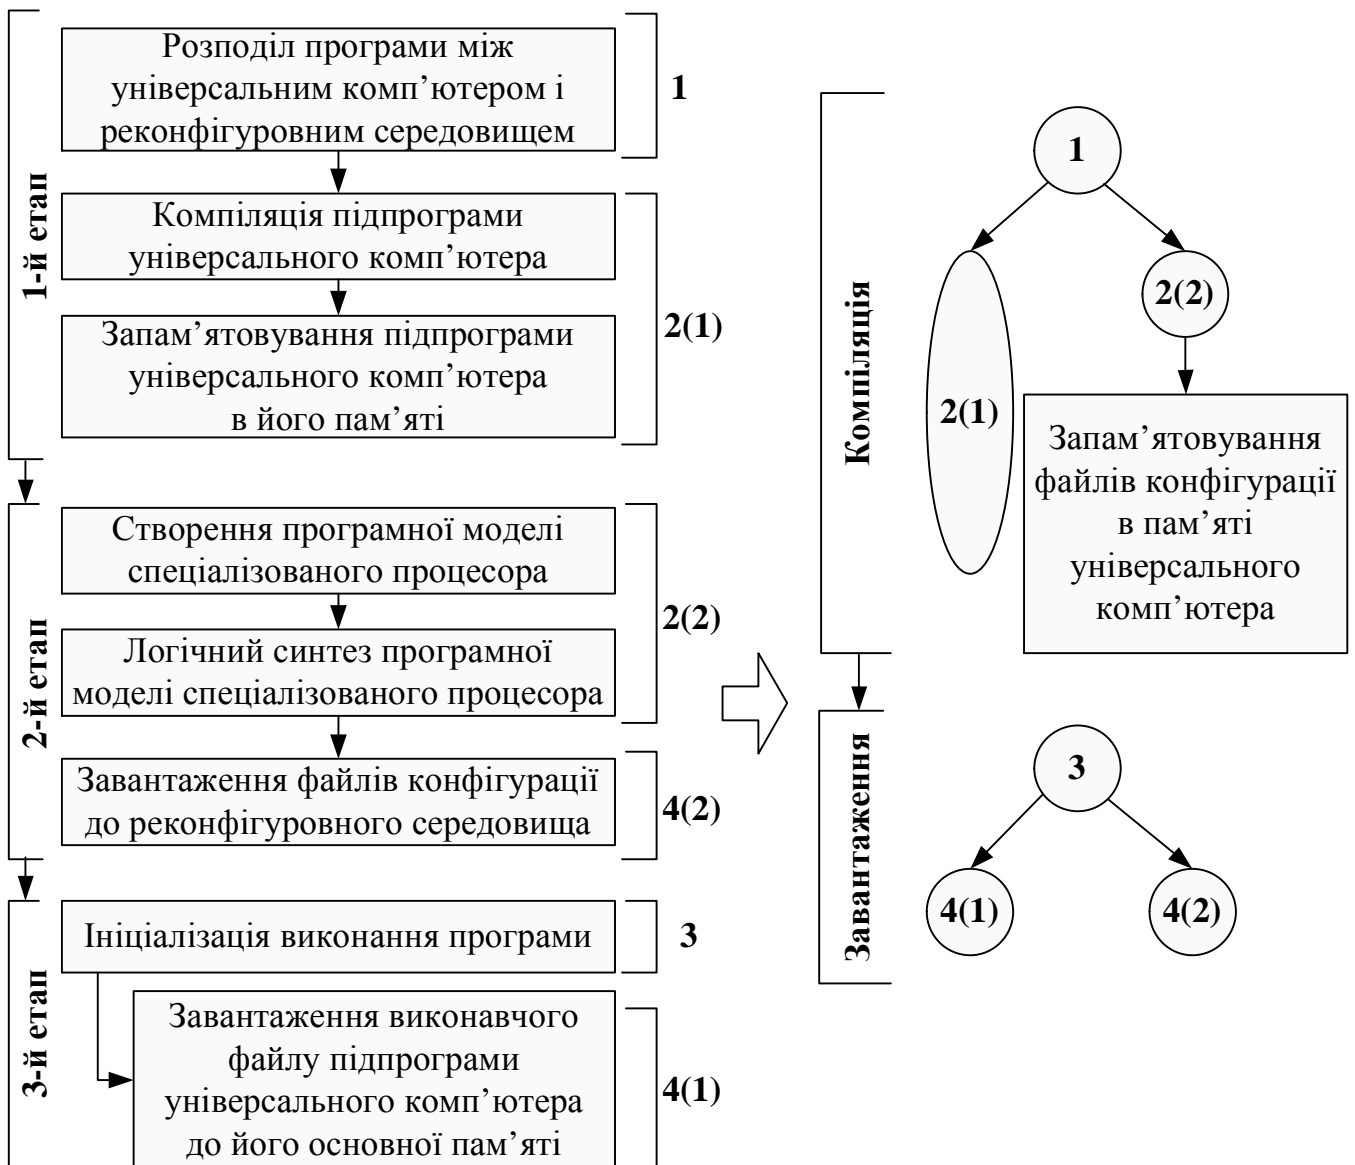 1-й етап
Розподіл програми між
універсальним комп’ютером і
реконфігуровним середовищем
1
Компіляція підпрограми
універсального комп’ютера
Запам’ятовування підпрограми
універсального комп’ютера
в його пам’яті
2(1)
2-й етап
Створення програмної моделі
спеціалізованого процесора
Логічний синтез програмної
моделі спеціалізованого процесора
2(2)
Завантаження файлів конфігурації
до реконфігуровного середовища
4(2)
3-й етап
Ініціалізація виконання програми
3
Завантаження виконавчого
файлу підпрограми
універсального комп’ютера
до його основної пам’яті
4(1)
Компіляція
1
2(1)
2(2)
Запам’ятовування
файлів конфігурації
в пам’яті
універсального
комп’ютера
Завантаження
3
4(1)
4(2)